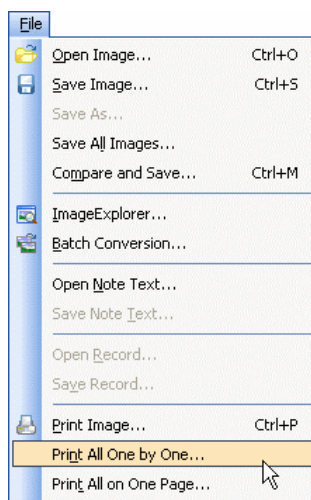 File
Open Image... Ctrl+O
Save Image... Ctrl+S
Save As...
Save All Images...
Compare and Save... Ctrl+M
ImageExplorer...
Batch Conversion...
Open Note Text...
Save Note Text...
Open Record...
Save Record...
Print Image... Ctrl+P
Print All One by One...
Print All on One Page...